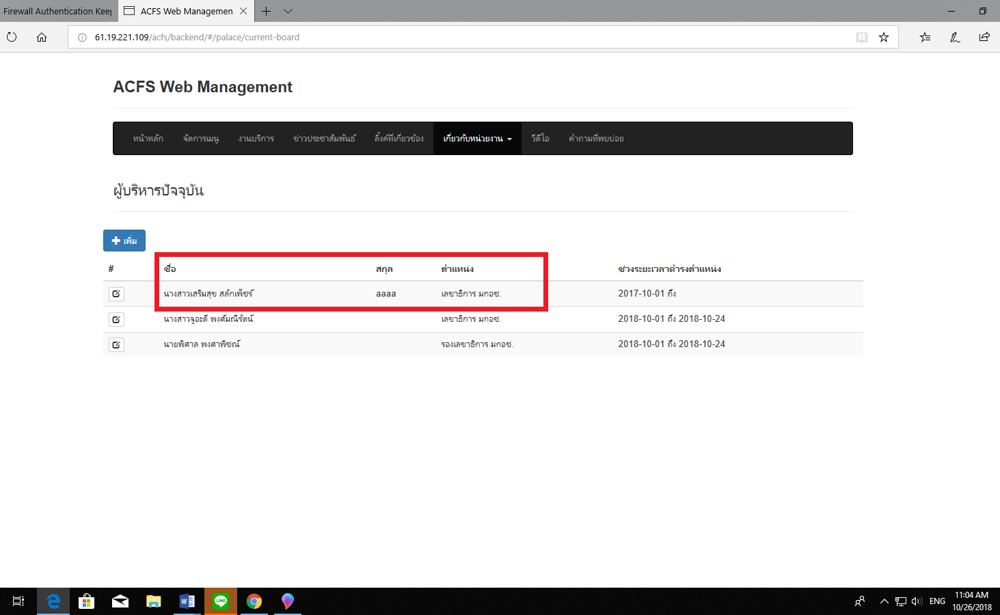 Firewall Authentication Keep
ACFS Web Managemen
61.19.221.109/acfs/backend/#/palace/current-board
ACFS Web Management
หน้าหลัก จัดการเมนู งานบริการ ข่าวประชาสัมพันธ์ ลิ้งค์ที่เกี่ยวข้อง เกี่ยวกับหน่วยงาน วีดีโอ คำถามที่พบบ่อย
ผู้บริหารปัจจุบัน
เพิ่ม
# ชื่อ สกุล ตำแหน่ง ช่วงระยะเวลาดำรงตำแหน่ง
นางสาวเสริมสุข สลักเพ็ชร์ aaaa เลขาธิการ มกอช. 2017-10-01 ถึง
นางสาวจูอะดี พงศ์มณีรัตน์ เลขาธิการ มกอช. 2018-10-01 ถึง 2018-10-24
นายพิศาล พงศาพิชณ์ รองเลขาธิการ มกอช. 2018-10-01 ถึง 2018-10-24
LINE
ENG
11:04 AM
10/26/2018